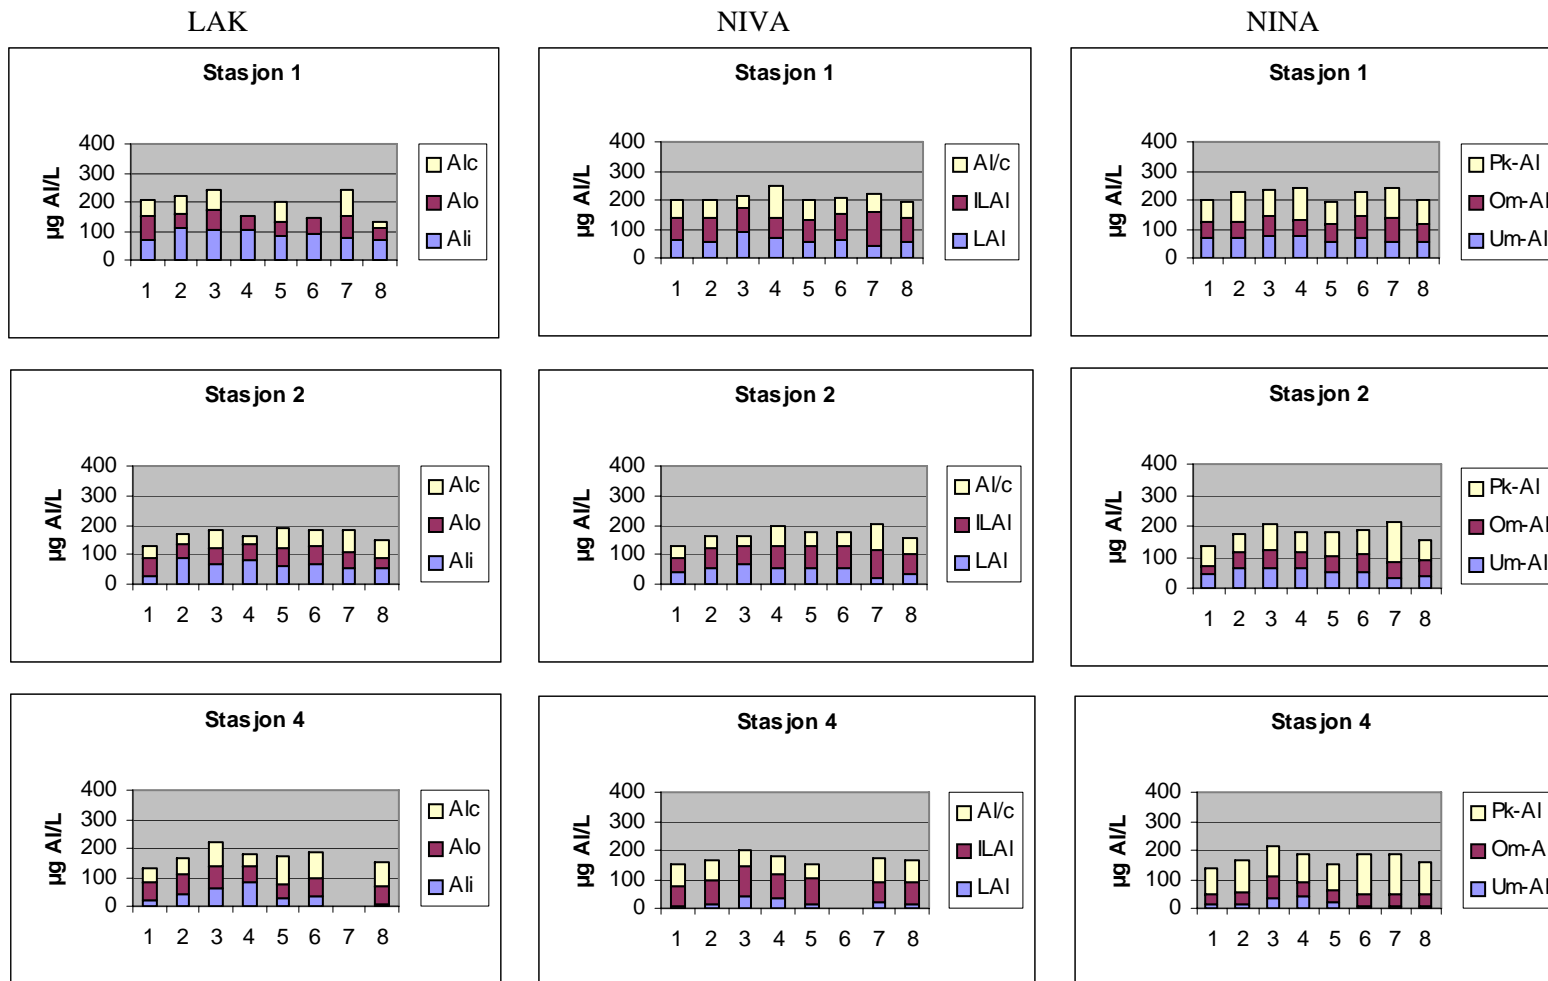 LAK NIVA NINA
Stasjon 1
µg Al/L
400
300
200
100
0
1 2 3 4 5 6 7 8
Alc
Alo
Ali
Stasjon 1
µg Al/L
400
300
200
100
0
1 2 3 4 5 6 7 8
Al/c
ILAl
LAl
Stasjon 1
µg Al/L
400
300
200
100
0
1 2 3 4 5 6 7 8
Pk-Al
Om-Al
Um-Al
Stasjon 2
µg Al/L
400
300
200
100
0
1 2 3 4 5 6 7 8
Alc
Alo
Ali
Stasjon 2
µg Al/L
400
300
200
100
0
1 2 3 4 5 6 7 8
Al/c
ILAl
LAl
Stasjon 2
µg Al/L
400
300
200
100
0
1 2 3 4 5 6 7 8
Pk-Al
Om-Al
Um-Al
Stasjon 4
µg Al/L
400
300
200
100
0
1 2 3 4 5 6 7 8
Alc
Alo
Ali
Stasjon 4
µg Al/L
400
300
200
100
0
1 2 3 4 5 6 7 8
Al/c
ILAl
LAl
Stasjon 4
µg Al/L
400
300
200
100
0
1 2 3 4 5 6 7 8
Pk-Al
Om-A
Um-Al